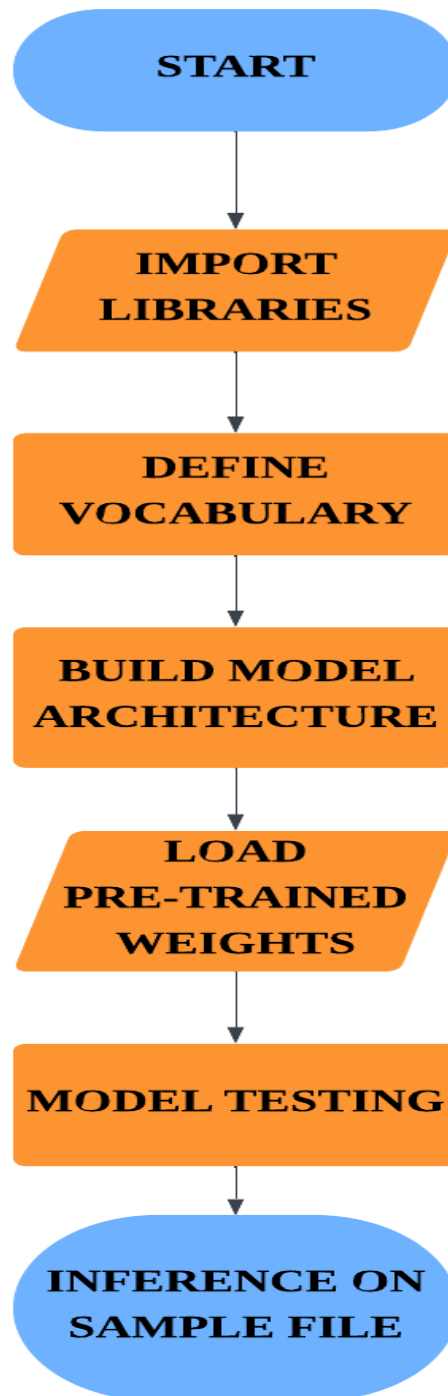 START
IMPORT
LIBRARIES
DEFINE
VOCABULARY
BUILD MODEL
ARCHITECTURE
LOAD
PRE-TRAINED
WEIGHTS
MODEL TESTING
INFERENCE ON
SAMPLE FILE